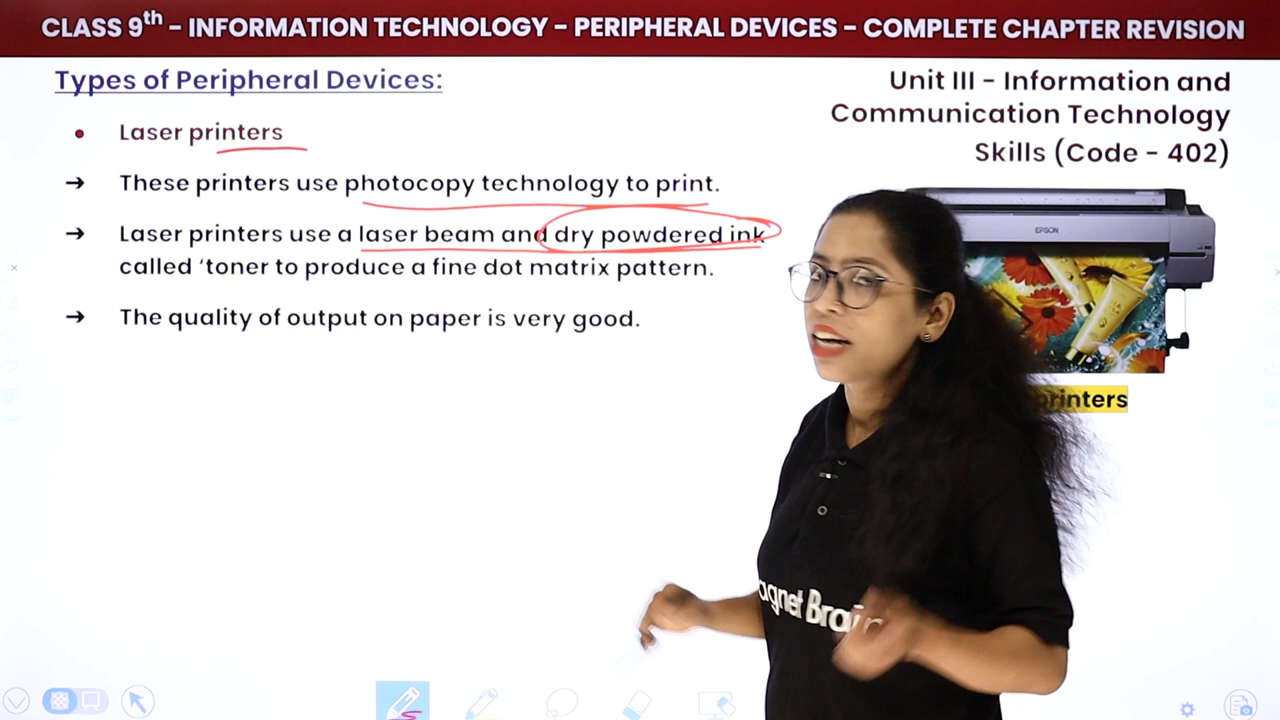 CLASS 9th – INFORMATION TECHNOLOGY – PERIPHERAL DEVICES – COMPLETE CHAPTER REVISION
Types of Peripheral Devices:
Unit III – Information and
Communication Technology
Skills (Code - 402)
• Laser printers
→ These printers use photocopy technology to print.
→ Laser printers use a laser beam and dry powdered ink
called ‘toner to produce a fine dot matrix pattern.
→ The quality of output on paper is very good.
EPSON
printers
agnet Brain